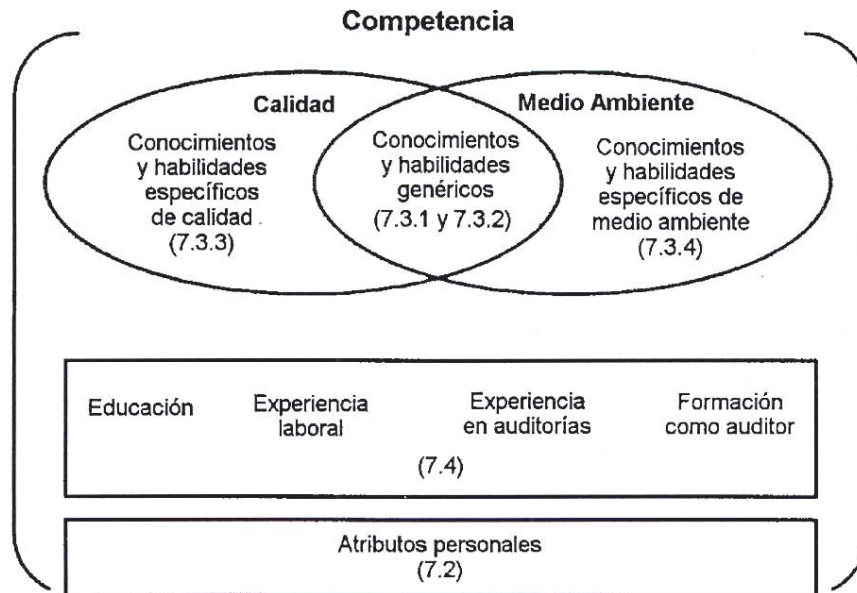 Competencia
Calidad
Medio Ambiente
Conocimientos
y habilidades
específicos
de calidad
(7.3.3)
Conocimientos
y habilidades
genéricos
(7.3.1 y 7.3.2)
Conocimientos
y habilidades
específicos de
medio ambiente
(7.3.4)
Educación
Experiencia
laboral
Experiencia
en auditorías
Formación
como auditor
(7.4)
Atributos personales
(7.2)